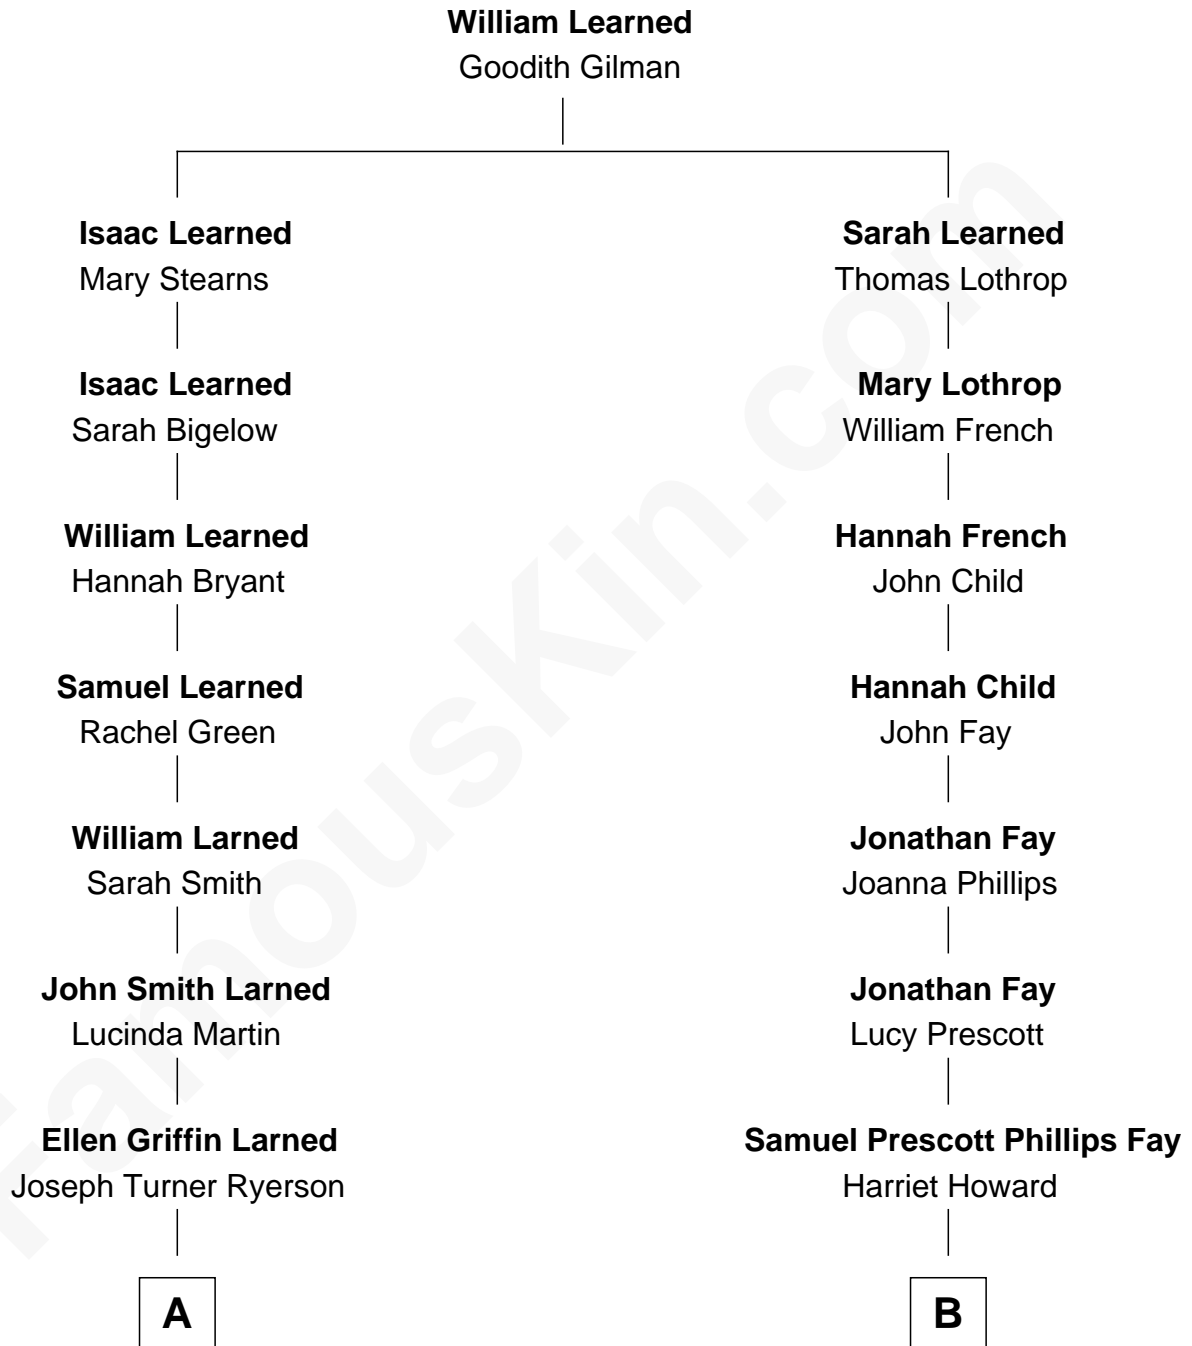 William Learned
Goodith Gilman
Isaac Learned
Mary Stearns
Sarah Learned
Thomas Lothrop
Isaac Learned
Sarah Bigelow
Mary Lothrop
William French
William Learned
Hannah Bryant
Hannah French
John Child
Samuel Learned
Rachel Green
Hannah Child
John Fay
William Larned
Sarah Smith
Jonathan Fay
Joanna Phillips
John Smith Larned
Lucinda Martin
Jonathan Fay
Lucy Prescott
Ellen Griffin Larned
Joseph Turner Ryerson
Samuel Prescott Phillips Fay
Harriet Howard
A
B
FamousKin.com